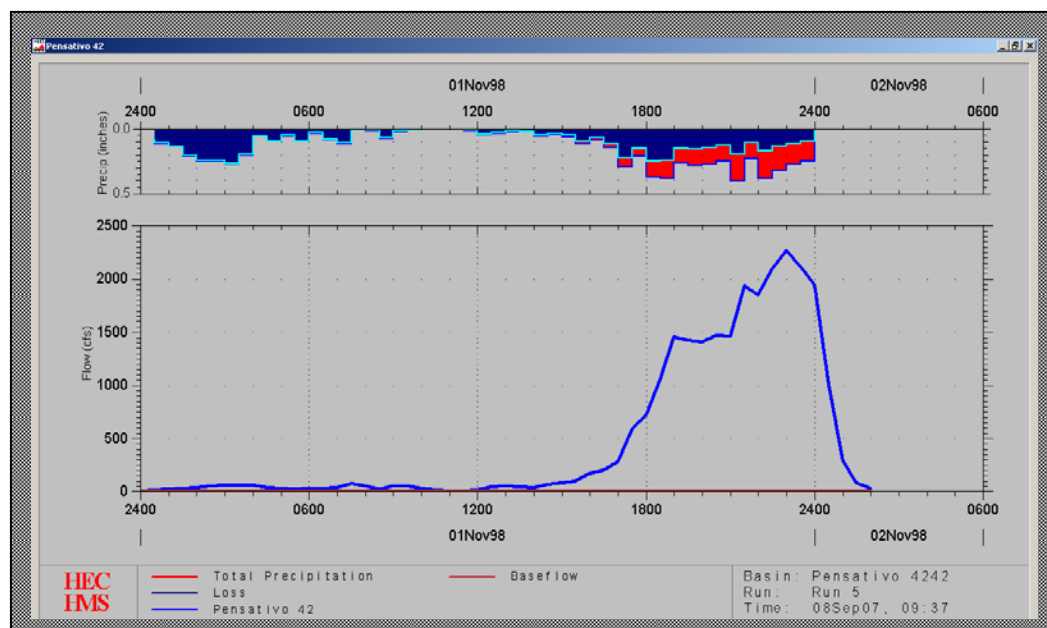 Pensativo 42
01Nov98 02Nov98
2400 0600 1200 1800 2400 0600
0.0
0.5
Precip (inches)
2500
2000
1500
1000
500
0
Flow (cfs)
2400 0600 1200 1800 2400 0600
01Nov98 02Nov98
HEC
HMS
Total Precipitation Baseflow
Loss
Pensativo 42
Basin: Pensativo 4242
Run: Run 5
Time: 08Sep07, 09:37